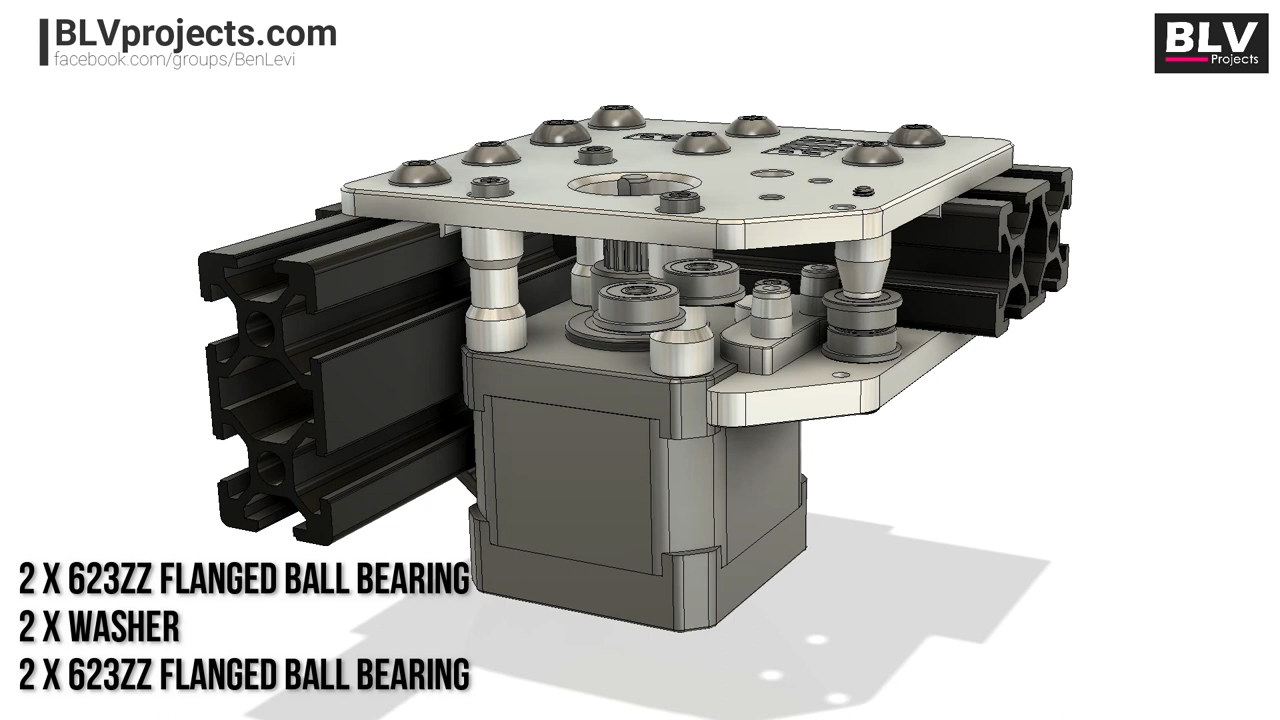 BLVprojects.com
facebook.com/groups/BenLevi
BLV
Projects
2 X 623ZZ FLANGED BALL BEARING
2 X WASHER
2 X 623ZZ FLANGED BALL BEARING